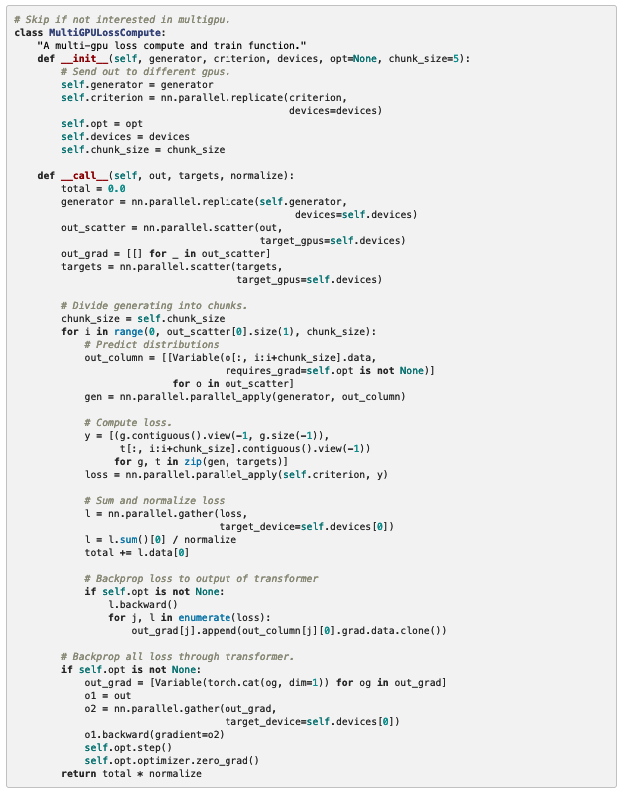 # Skip if not interested in multigpu.
class MultiGPULossCompute:
    "A multi-gpu loss compute and train function."
    def __init__(self, generator, criterion, devices, opt=None, chunk_size=5):
        # Send out to different gpus.
        self.generator = generator
        self.criterion = nn.parallel.replicate(criterion,
                                               devices=devices)
        self.opt = opt
        self.devices = devices
        self.chunk_size = chunk_size

    def __call__(self, out, targets, normalize):
        total = 0.0
        generator = nn.parallel.replicate(self.generator,
                                                devices=self.devices)
        out_scatter = nn.parallel.scatter(out,
                                          target_gpus=self.devices)
        out_grad = [[] for _ in out_scatter]
        targets = nn.parallel.scatter(targets,
                                      target_gpus=self.devices)

        # Divide generating into chunks.
        chunk_size = self.chunk_size
        for i in range(0, out_scatter[0].size(1), chunk_size):
            # Predict distributions
            out_column = [[Variable(o[:, i:i+chunk_size].data,
                                    requires_grad=self.opt is not None)]
                           for o in out_scatter]
            gen = nn.parallel.parallel_apply(generator, out_column)

            # Compute loss.
            y = [(g.contiguous().view(-1, g.size(-1)),
                  t[:, i:i+chunk_size].contiguous().view(-1))
                 for g, t in zip(gen, targets)]
            loss = nn.parallel.parallel_apply(self.criterion, y)

            # Sum and normalize loss
            l = nn.parallel.gather(loss,
                                   target_device=self.devices[0])
            l = l.sum()[0] / normalize
            total += l.data[0]

            # Backprop loss to output of transformer
            if self.opt is not None:
                l.backward()
                for j, l in enumerate(loss):
                    out_grad[j].append(out_column[j][0].grad.data.clone())

        # Backprop all loss through transformer.
        if self.opt is not None:
            out_grad = [Variable(torch.cat(og, dim=1)) for og in out_grad]
            o1 = out
            o2 = nn.parallel.gather(out_grad,
                                    target_device=self.devices[0])
            o1.backward(gradient=o2)
            self.opt.step()
            self.opt.optimizer.zero_grad()
        return total * normalize